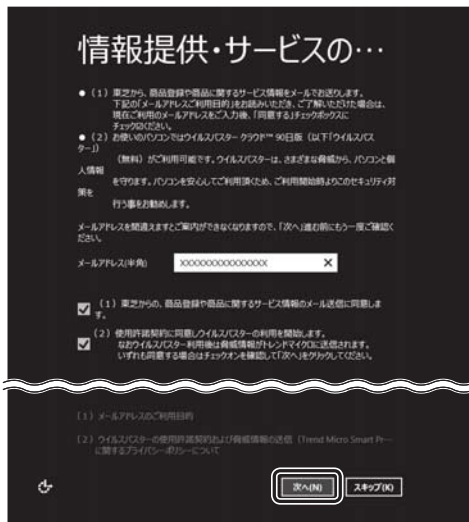 情報提供・サービスの…
● (1) 東芝から、商品登録や商品に関するサービス情報をメールでお送りします。
下記の「メールアドレスご利用目的」をお読みいただき、ご了解いただけた場合は、
現在ご利用のメールアドレスをご入力後、「同意する」チェックボックスに
チェックください。
● (2) お使いのパソコンではウイルスバスター クラウド™ 90日版 (以下「ウイルスバス
ター」)
(無料) がご利用可能です。ウイルスバスターは、さまざまな脅威から、パソコンと個
人情報
を守ります。パソコンを安心してご利用頂くため、ご利用開始時よりこのセキュリティ対
策を
行う事をお勧めします。
メールアドレスを間違えますとご案内ができなくなりますので、「次へ」進む前にもう一度ご確認く
ださい。
メールアドレス(半角) XXXXXXXXXXXXXXX ×
(1) 東芝からの、商品登録や商品に関するサービス情報のメール送信に同意しま
す。
(2) 使用許諾契約に同意しウイルスバスターの利用を開始します。
なおウイルスバスター利用後は脅威情報がトレンドマイクロに送信されます。
いずれも同意する場合はチェックオンを確認して「次へ」をクリックしてください。
(1) メールアドレスのご利用目的
(2) ウイルスバスターの使用許諾契約および脅威情報の送信 (Trend Micro Smart Pr…
に関するプライバシーポリシーについて
次へ(N) スキップ(K)